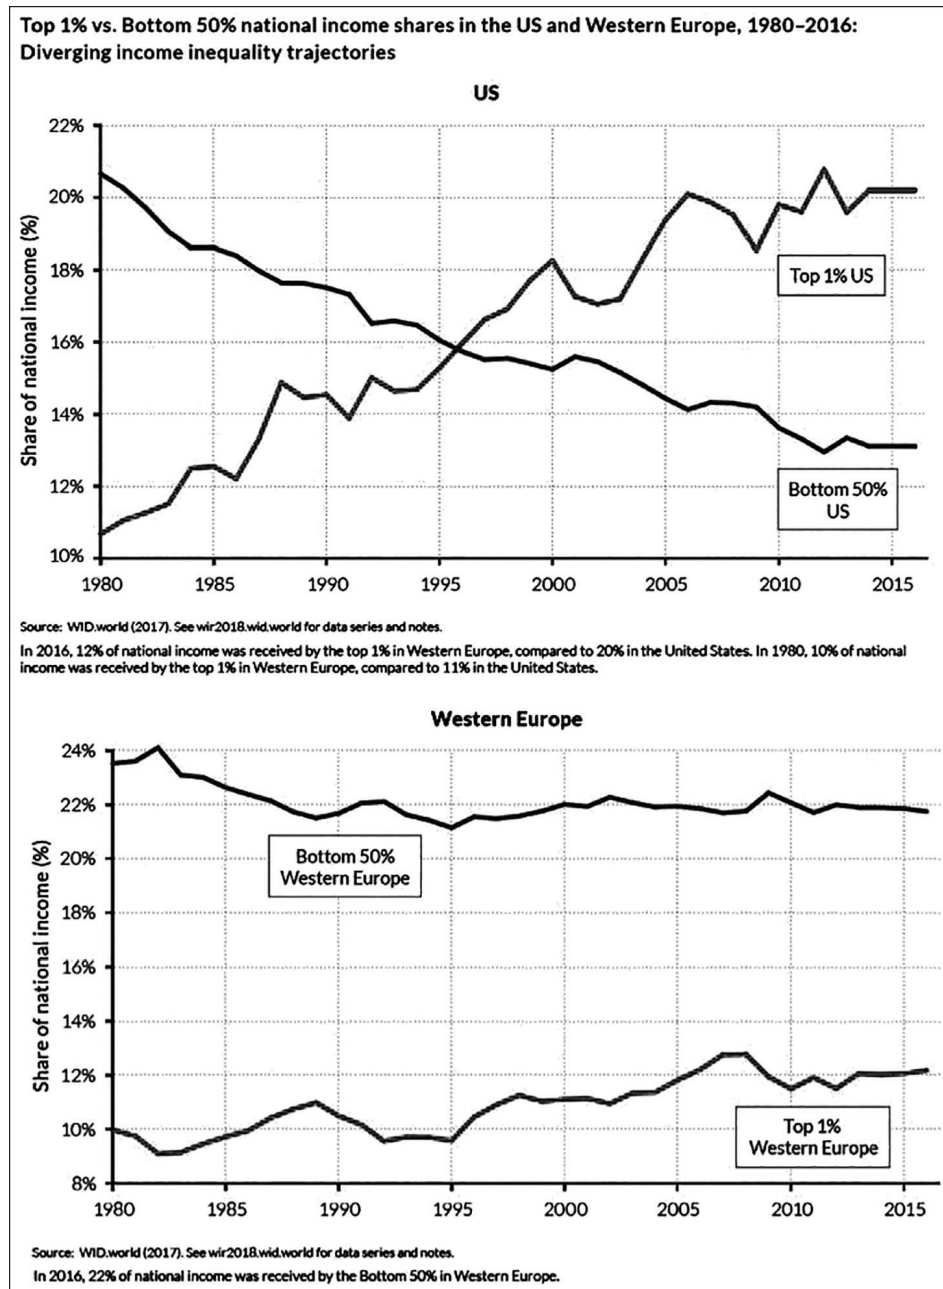 Top 1% vs. Bottom 50% national income shares in the US and Western Europe, 1980–2016:
Diverging income inequality trajectories
US
Share of national income (%)
22%
20%
18%
16%
14%
12%
10%
Top 1% US
Bottom 50%
US
1980 1985 1990 1995 2000 2005 2010 2015
Source: WID.world (2017). See wir2018.wid.world for data series and notes.
In 2016, 12% of national income was received by the top 1% in Western Europe, compared to 20% in the United States. In 1980, 10% of national
income was received by the top 1% in Western Europe, compared to 11% in the United States.
Western Europe
Share of national income (%)
24%
22%
20%
18%
16%
14%
12%
10%
8%
Bottom 50%
Western Europe
Top 1%
Western Europe
1980 1985 1990 1995 2000 2005 2010 2015
Source: WID.world (2017). See wir2018.wid.world for data series and notes.
In 2016, 22% of national income was received by the Bottom 50% in Western Europe.